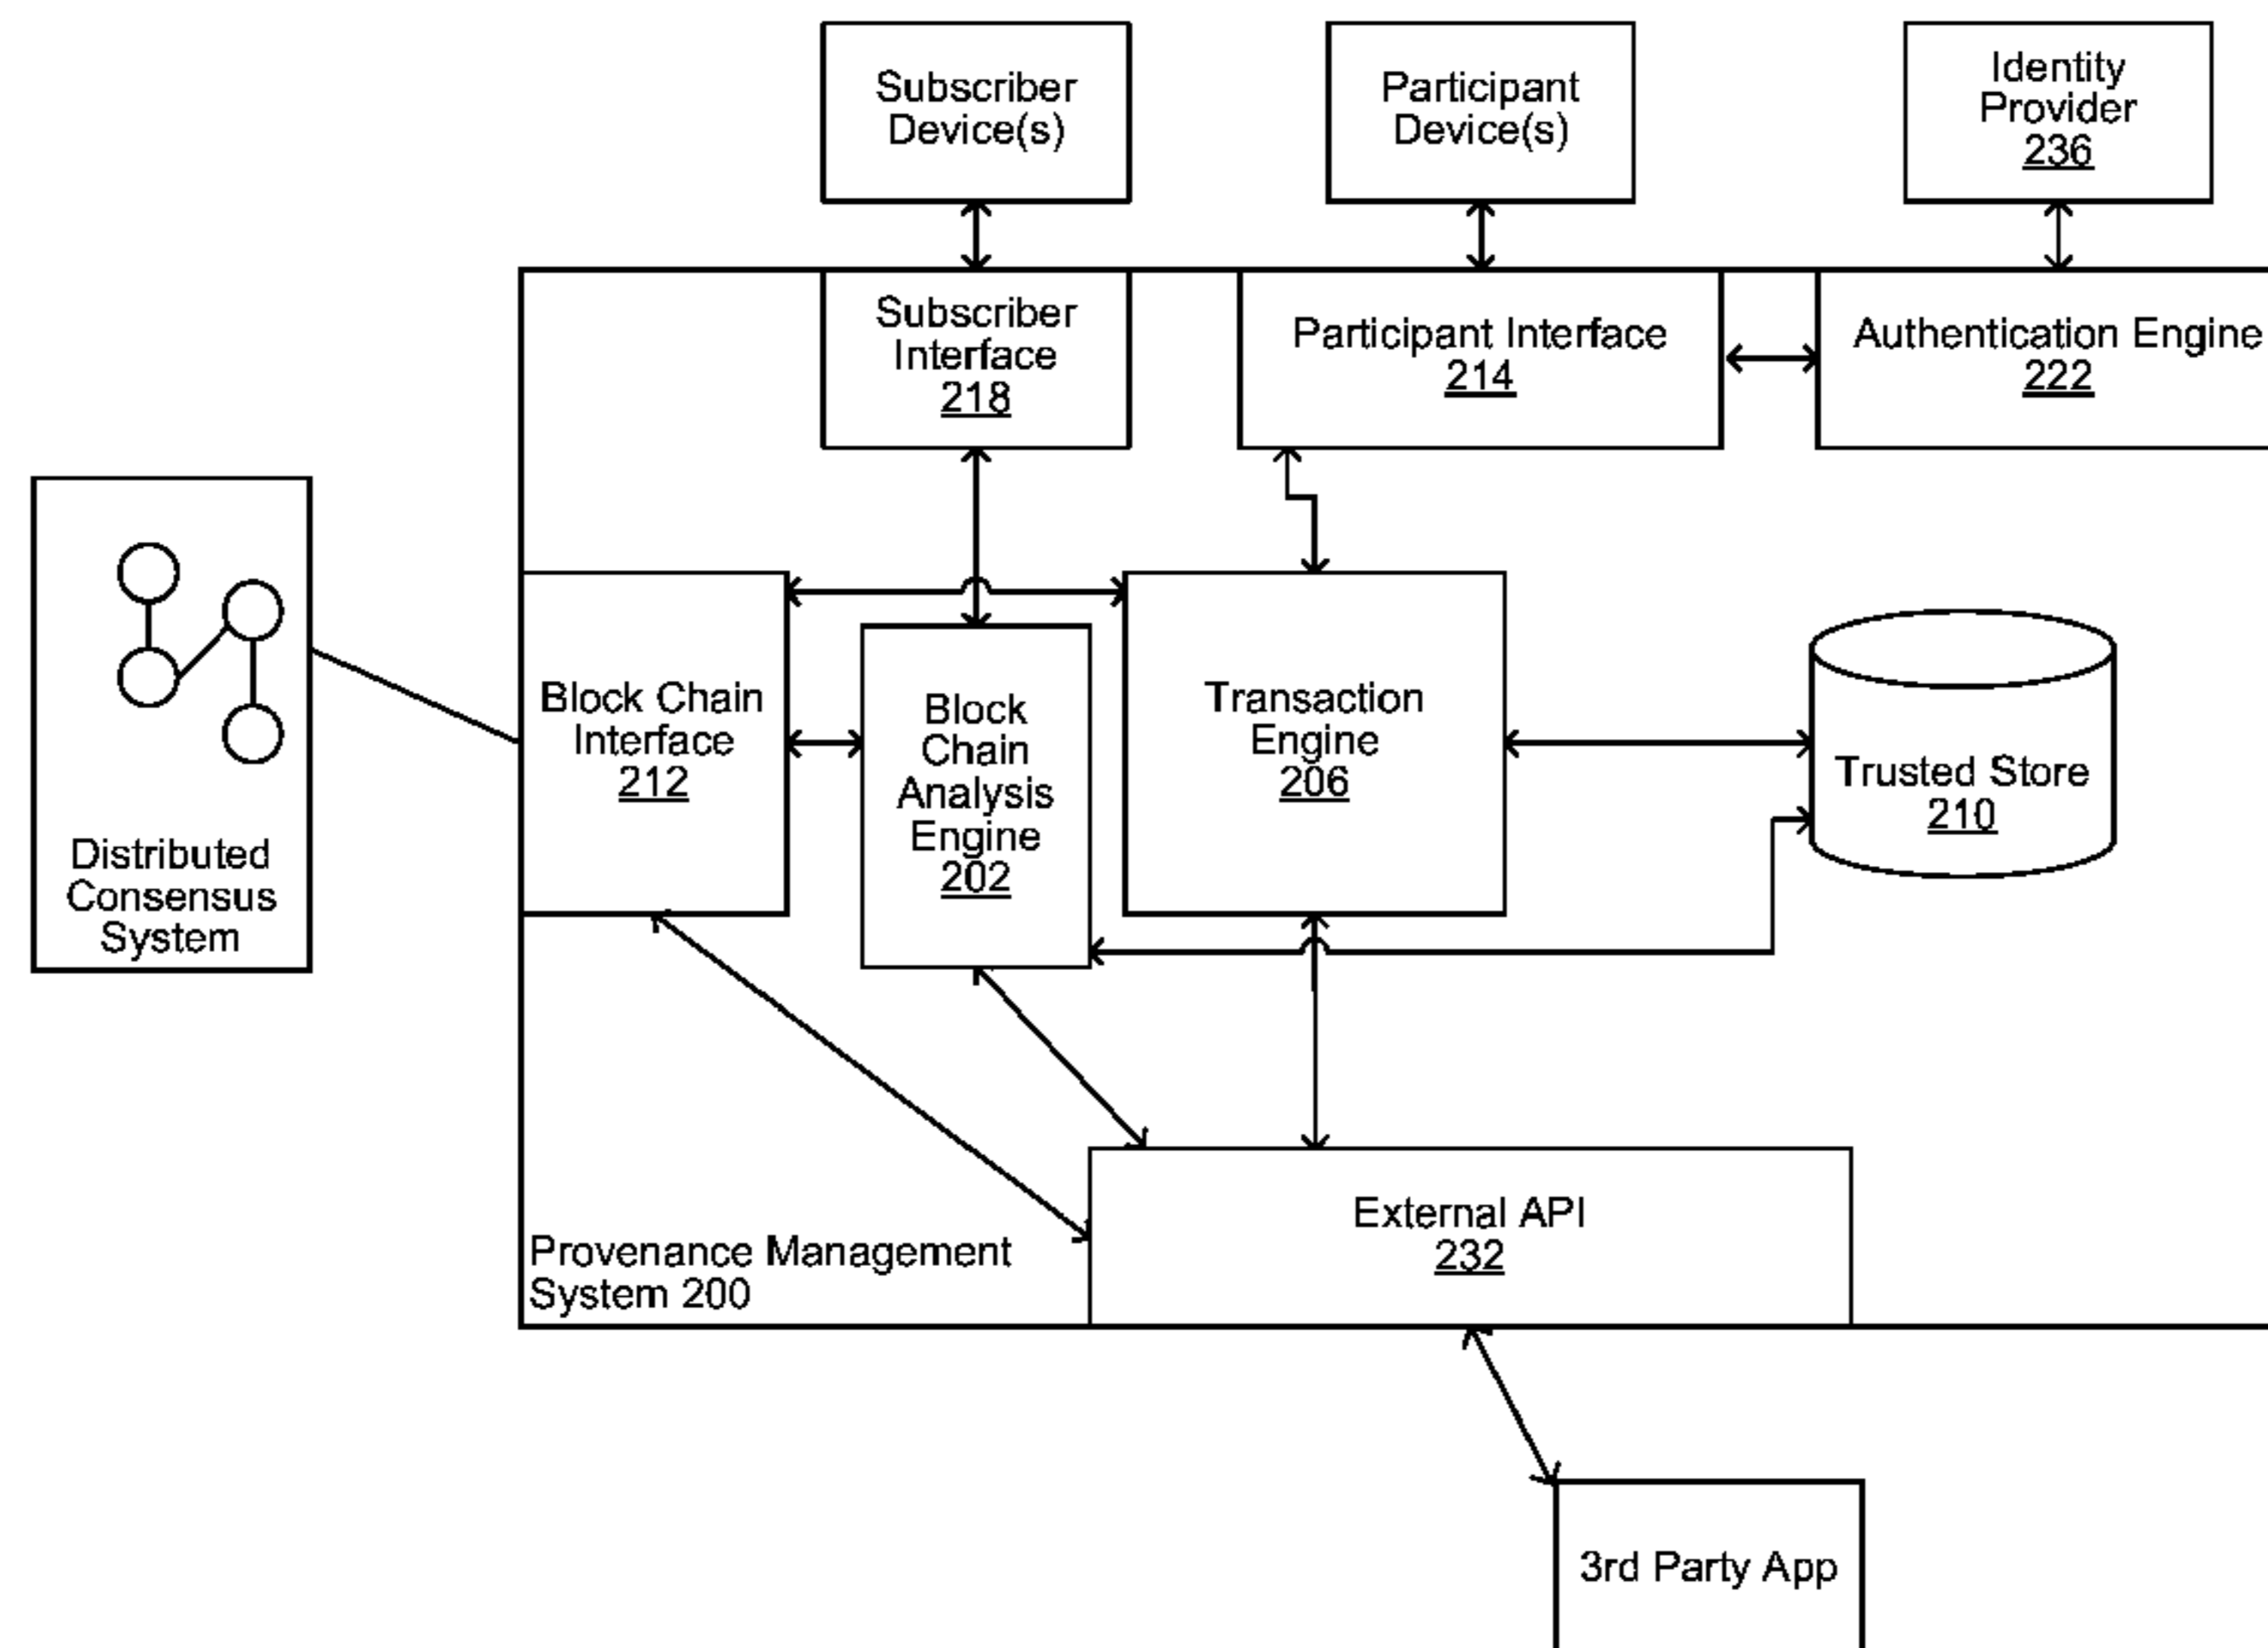 Subscriber
Device(s)
Participant
Device(s)
Identity
Provider
236
Subscriber
Interface
218
Participant Interface
214
Authentication Engine
222
Distributed
Consensus
System
Block Chain
Interface
212
Block
Chain
Analysis
Engine
202
Transaction
Engine
206
Trusted Store
210
External API
232
Provenance Management
System 200
3rd Party App